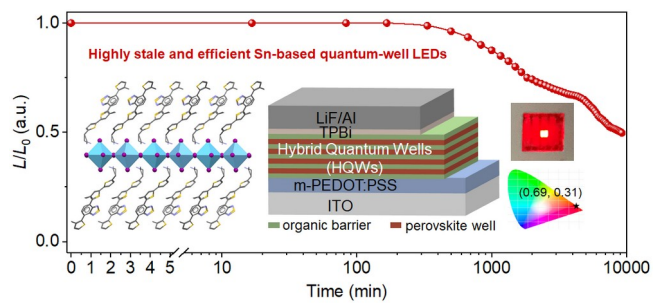 Highly stale and efficient Sn-based quantum-well LEDs
L/L0 (a.u.)
1.0
0.5
0.0
LiF/Al
TPBi
Hybrid Quantum Wells
(HQWs)
m-PEDOT:PSS
ITO
organic barrier
perovskite well
(0.69, 0.31)
0 1 2 3 4 5 10 100 1000 10000
Time (min)